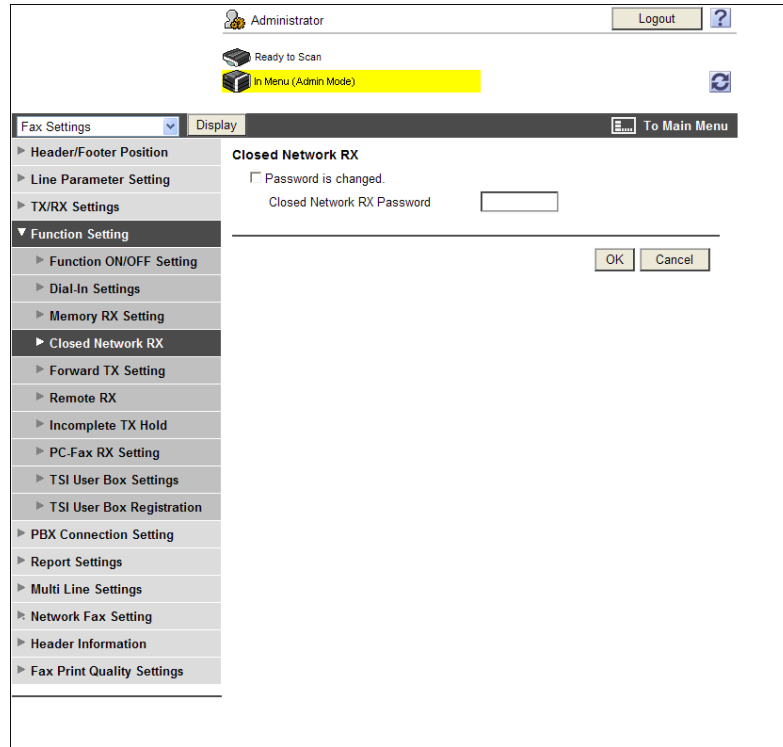 Administrator
Logout
?
Ready to Scan
In Menu (Admin Mode)
Fax Settings
Display
To Main Menu
Header/Footer Position
Line Parameter Setting
TX/RX Settings
Function Setting
Function ON/OFF Setting
Dial-In Settings
Memory RX Setting
Closed Network RX
Forward TX Setting
Remote RX
Incomplete TX Hold
PC-Fax RX Setting
TSI User Box Settings
TSI User Box Registration
PBX Connection Setting
Report Settings
Multi Line Settings
Network Fax Setting
Header Information
Fax Print Quality Settings
Closed Network RX
Password is changed.
Closed Network RX Password
OK
Cancel